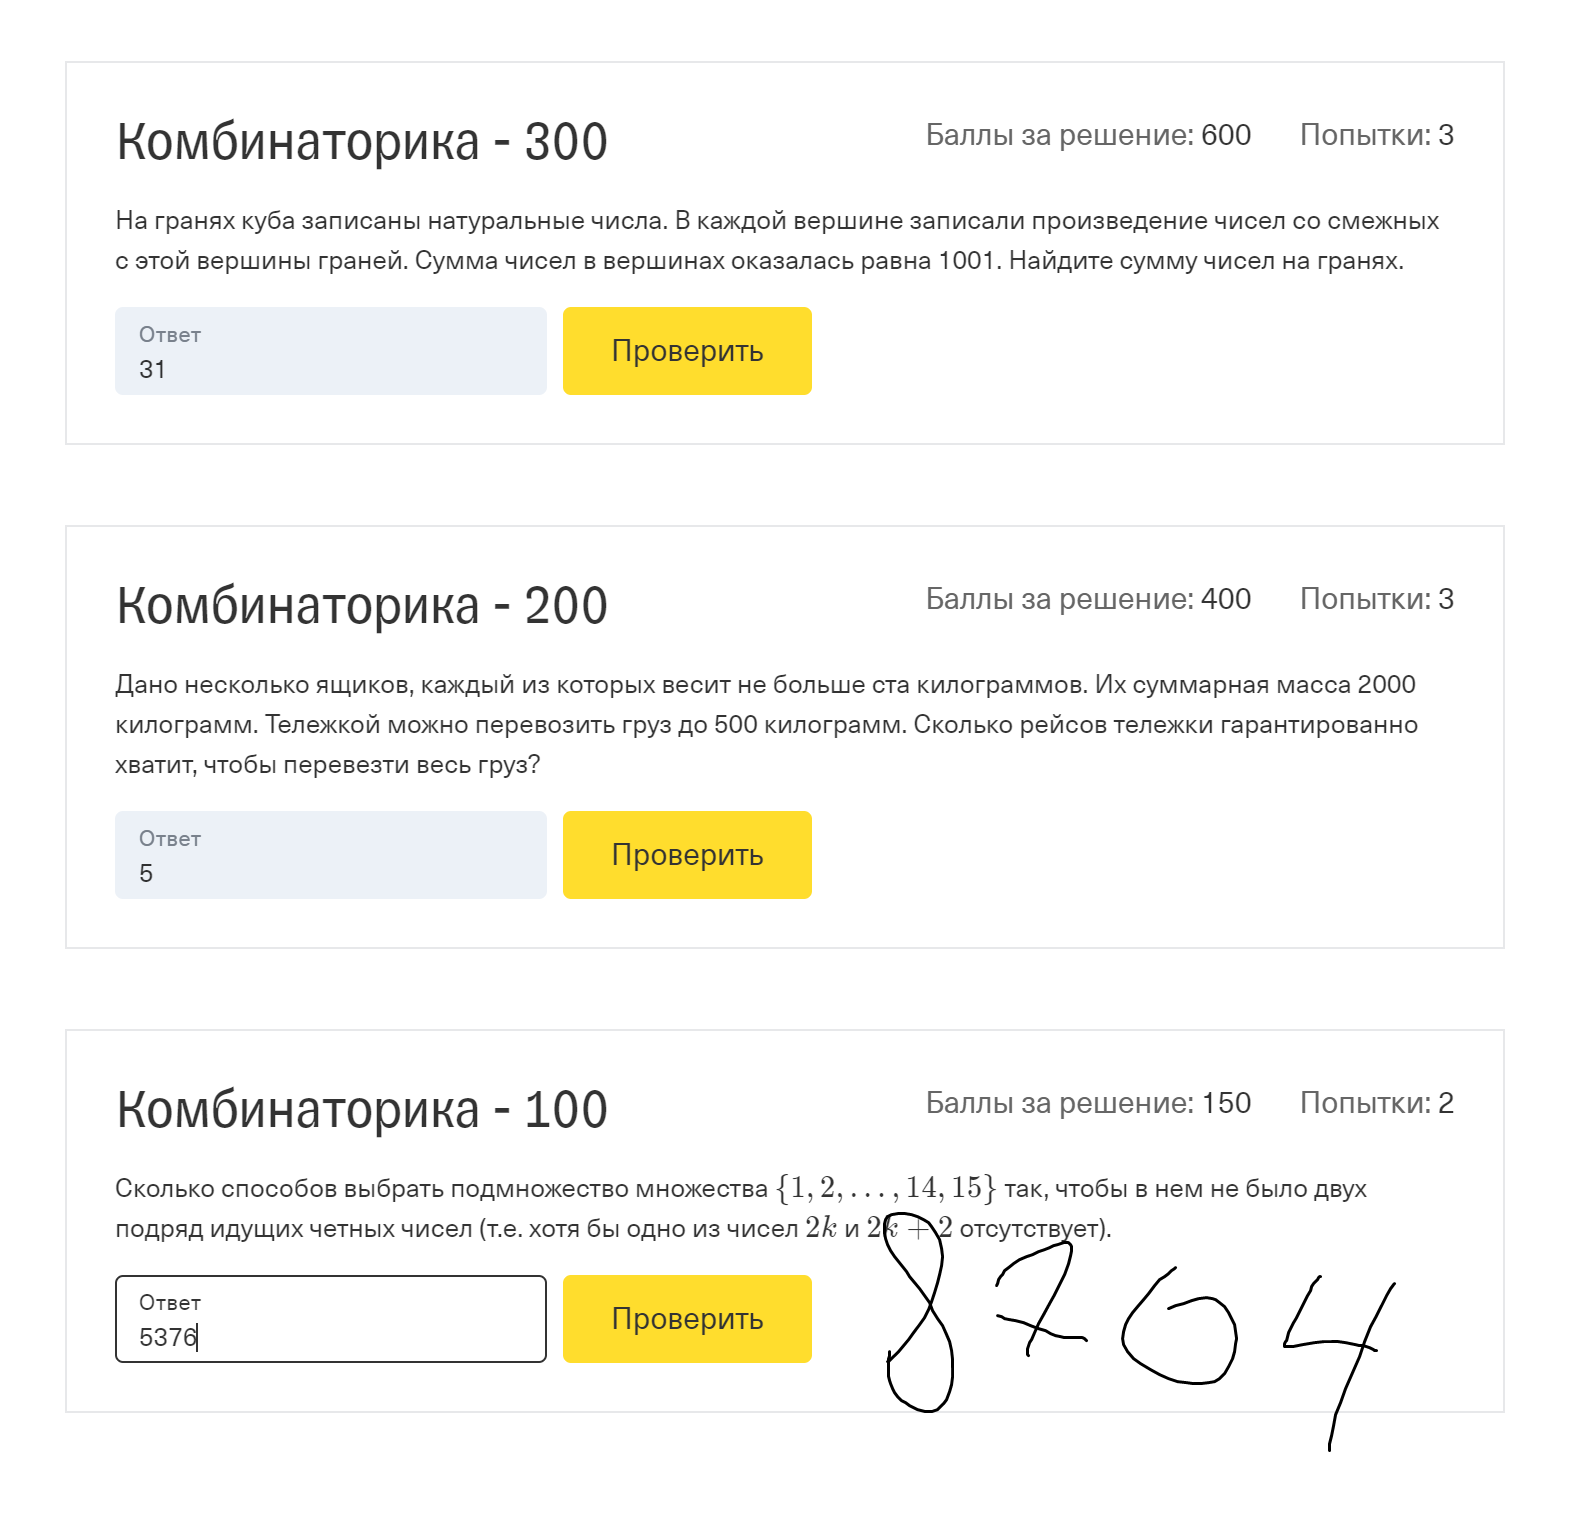 Комбинаторика - 300
Баллы за решение: 600 Попытки: 3
На гранях куба записаны натуральные числа. В каждой вершине записали произведение чисел со смежных
с этой вершины граней. Сумма чисел в вершинах оказалась равна 1001. Найдите сумму чисел на гранях.
Ответ
31
Проверить
Комбинаторика - 200
Баллы за решение: 400 Попытки: 3
Дано несколько ящиков, каждый из которых весит не больше ста килограммов. Их суммарная масса 2000
килограмм. Тележкой можно перевозить груз до 500 килограмм. Сколько рейсов тележки гарантированно
хватит, чтобы перевезти весь груз?
Ответ
5
Проверить
Комбинаторика - 100
Баллы за решение: 150 Попытки: 2
Сколько способов выбрать подмножество множества {1, 2, . . . , 14, 15} так, чтобы в нем не было двух
подряд идущих четных чисел (т.е. хотя бы одно из чисел 2k и 2k + 2 отсутствует).
Ответ
5376
Проверить
8764